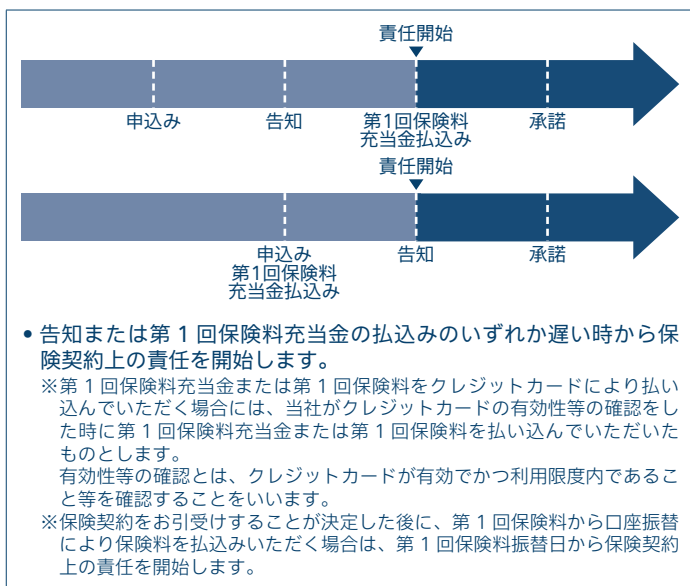 責任開始
▼
申込み 告知 第1回保険料 承諾
充当金払込み
責任開始
▼
申込み 告知 承諾
第1回保険料
充当金払込み
• 告知または第 1 回保険料充当金の払込みのいずれか遅い時から保
険契約上の責任を開始します。
※第 1 回保険料充当金または第 1 回保険料をクレジットカードにより払い
込んでいただく場合には、当社がクレジットカードの有効性等の確認をし
た時に第 1 回保険料充当金または第 1 回保険料を払い込んでいただいた
ものとします。
有効性等の確認とは、クレジットカードが有効でかつ利用限度内であるこ
と等を確認することをいいます。
※保険契約をお引受けすることが決定した後に、第 1 回保険料から口座振替
により保険料を払込みいただく場合は、第 1 回保険料振替日から保険契約
上の責任を開始します。